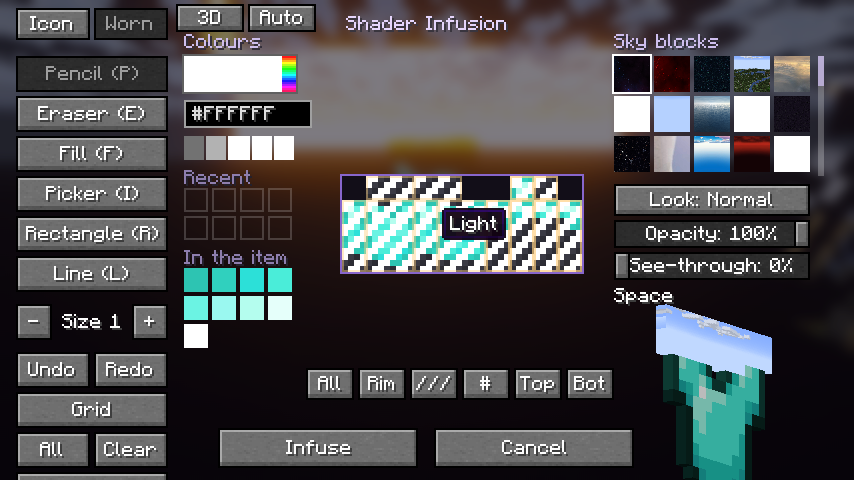 Icon
Worn
3D
Auto
Shader Infusion
Colours
Sky blocks
Pencil (P)
Eraser (E)
#FFFFFF
Fill (F)
Picker (I)
Recent
Look: Normal
Light
Rectangle (R)
Opacity: 100%
In the item
Line (L)
See-through: 0%
Space
-
Size 1
+
Undo
Redo
All
Rim
///
#
Top
Bot
Grid
All
Clear
Infuse
Cancel